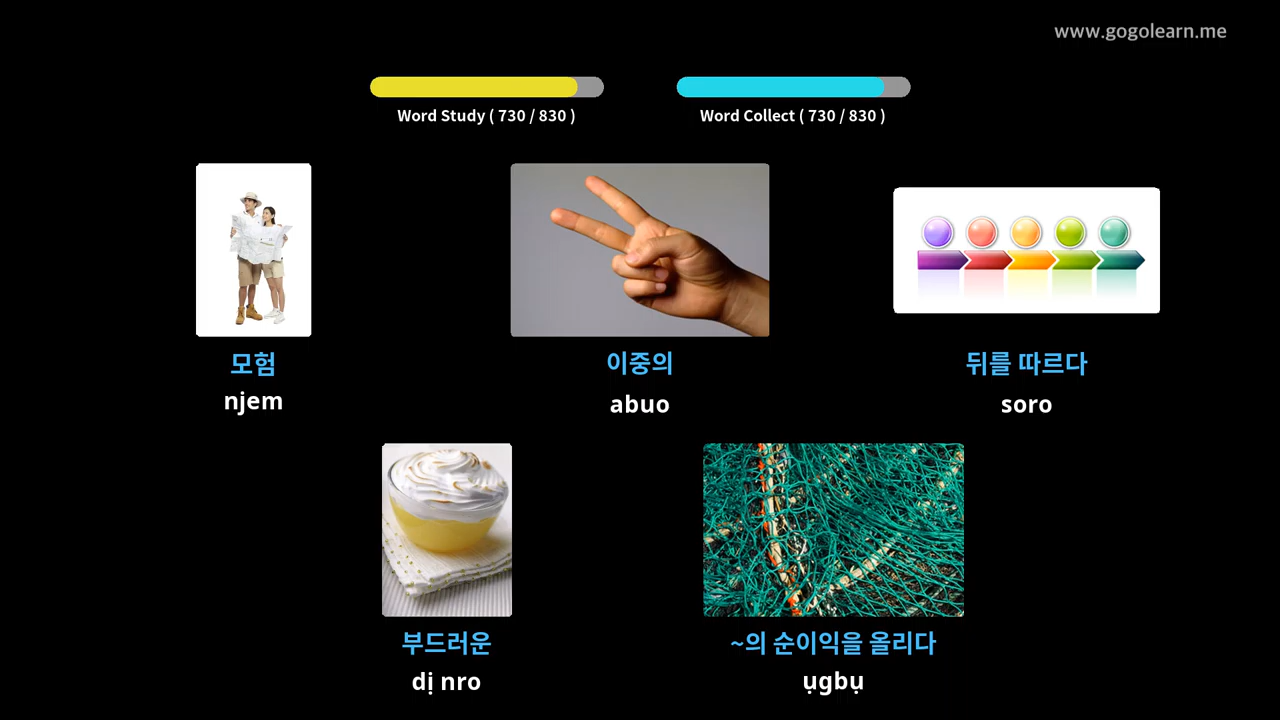 www.gogolearn.me
Word Study ( 730 / 830 )
Word Collect ( 730 / 830 )
모험
njem
이중의
abuo
뒤를 따르다
soro
부드러운
dị nro
~의 순이익을 올리다
ụgbụ